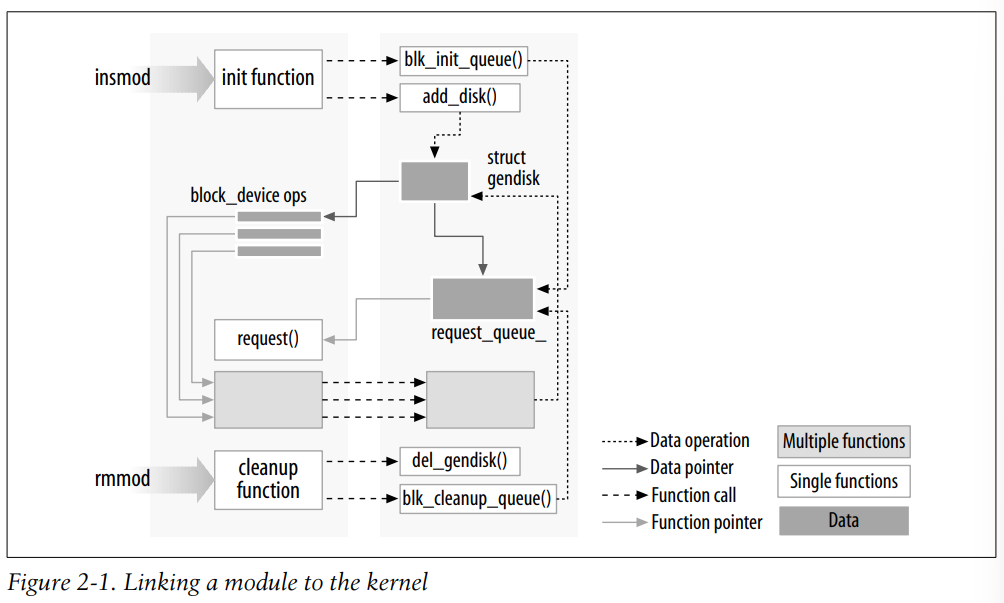 insmod
init function
blk_init_queue()
add_disk()
struct
gendisk
block_device ops
request_queue_
request()
rmmod
cleanup
function
del_gendisk()
blk_cleanup_queue()
Data operation
Data pointer
Function call
Function pointer
Multiple functions
Single functions
Data
Figure 2-1. Linking a module to the kernel